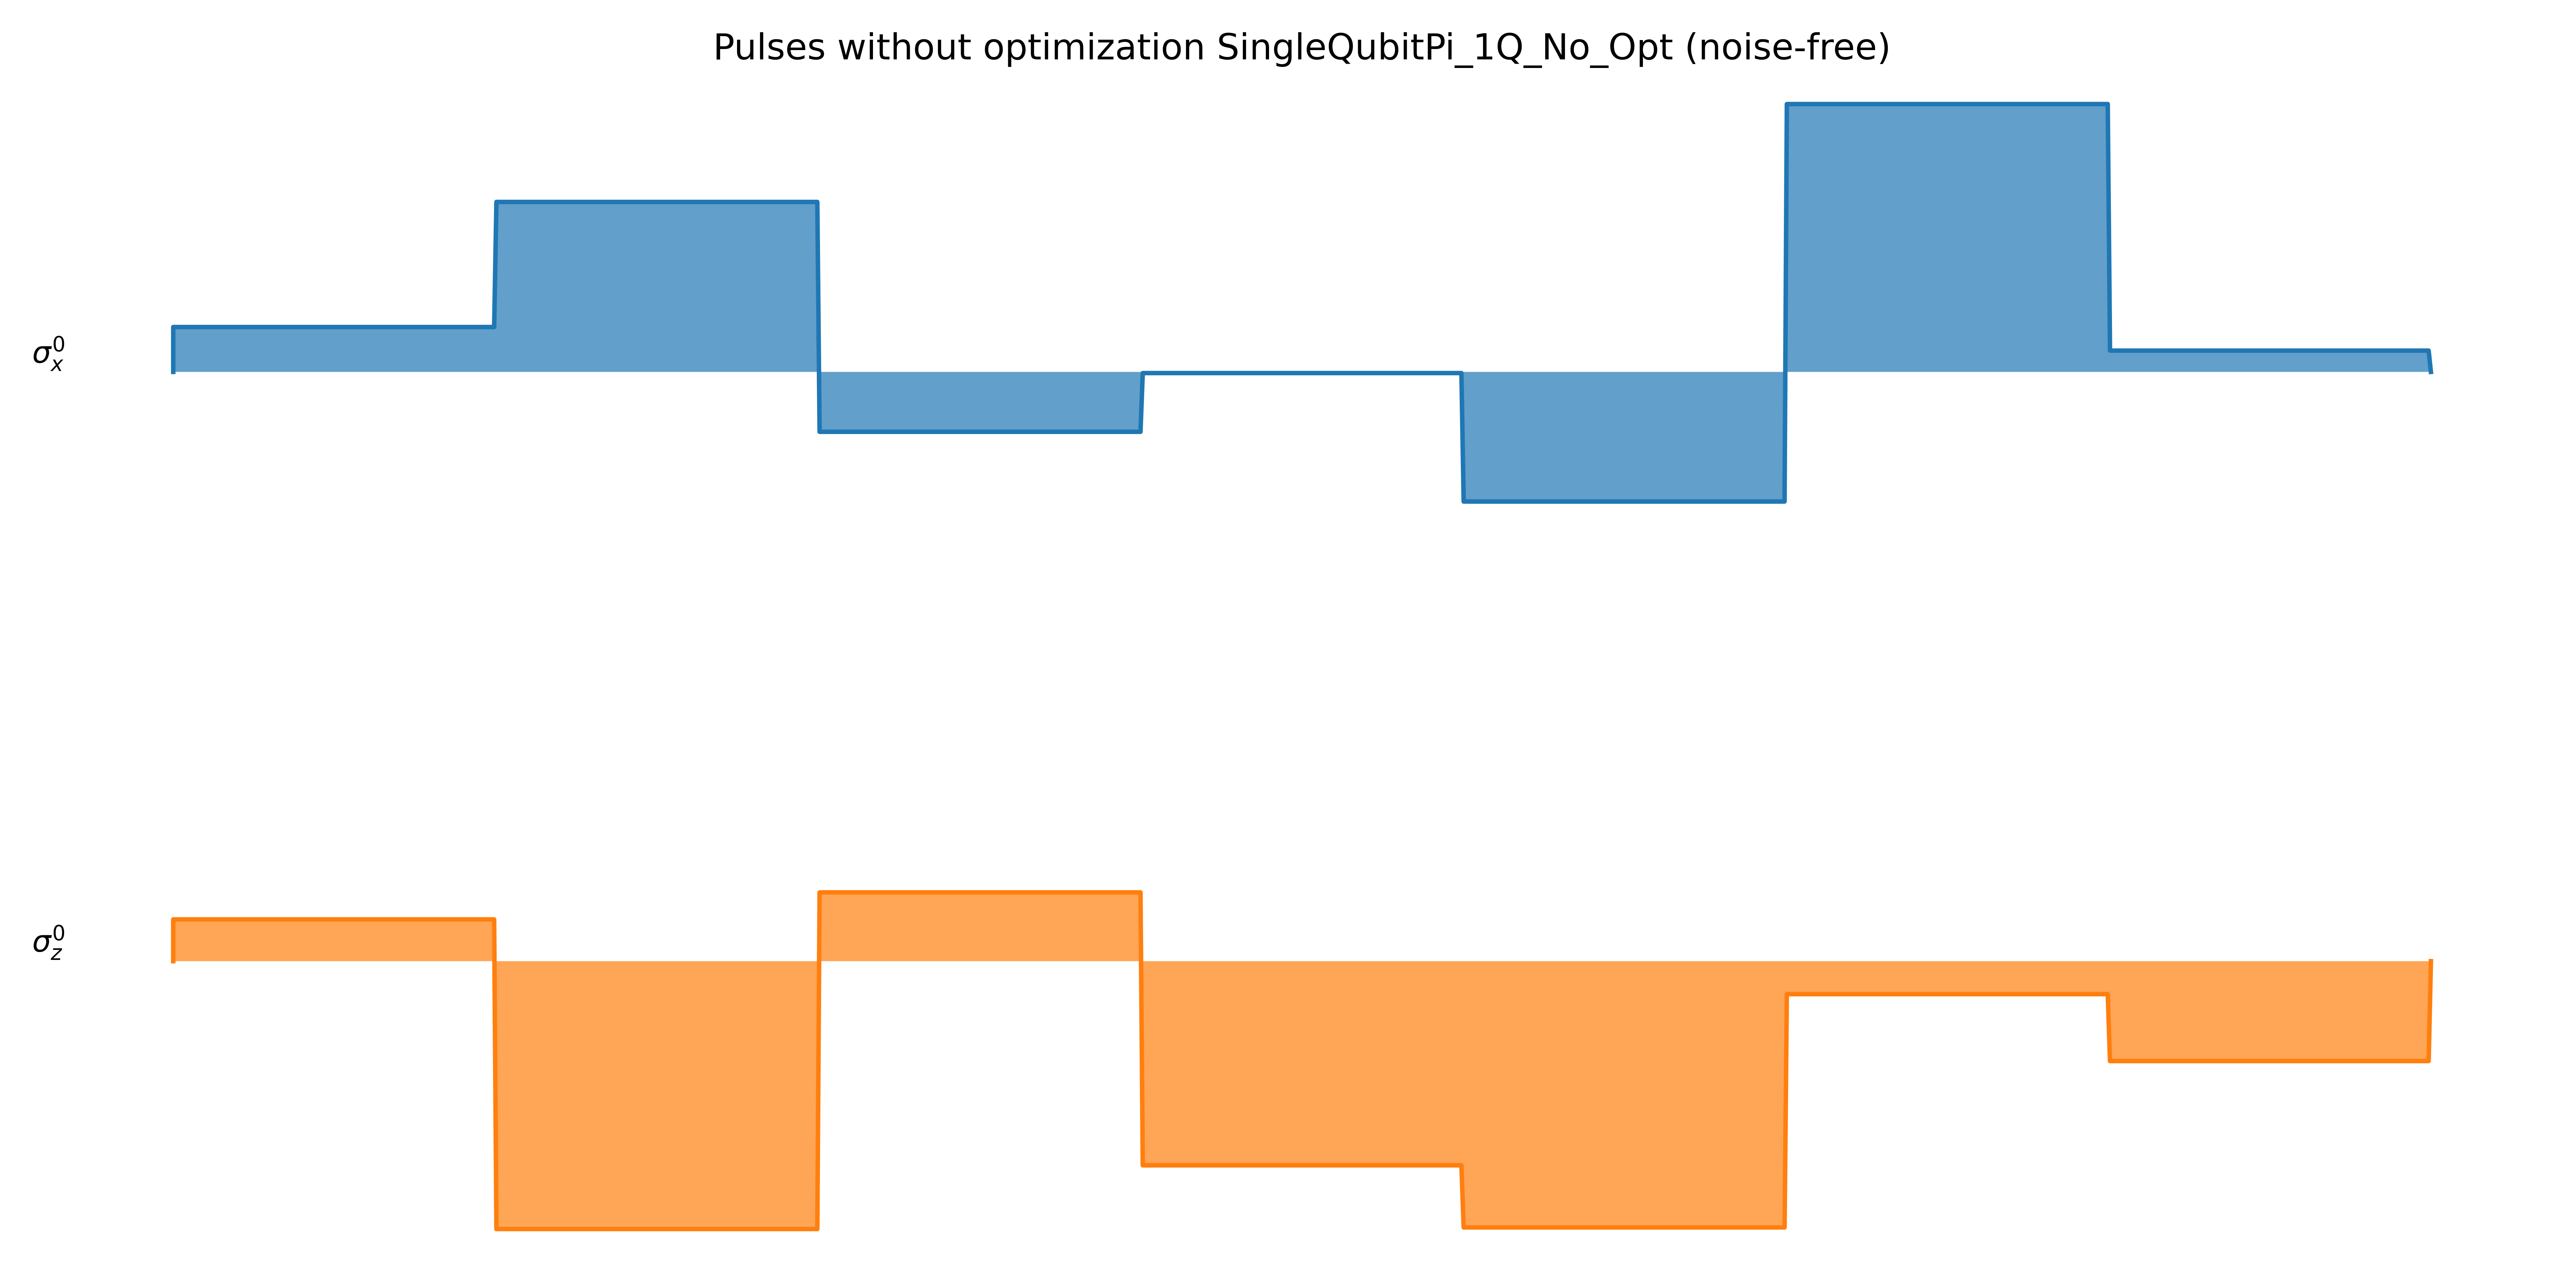 Pulses without optimization SingleQubitPi_1Q_No_Opt (noise-free)
σ_x^0
σ_z^0